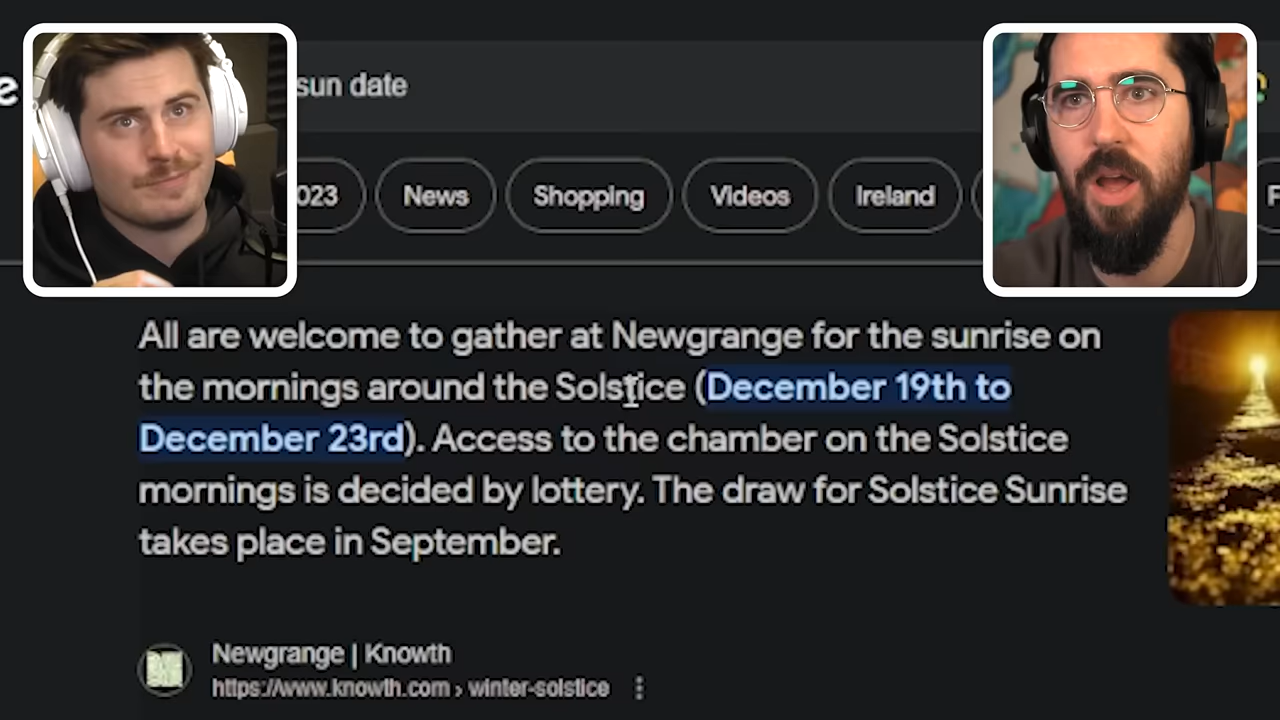 sun date
023
News
Shopping
Videos
Ireland
All are welcome to gather at Newgrange for the sunrise on
the mornings around the Solstice (December 19th to
December 23rd). Access to the chamber on the Solstice
mornings is decided by lottery. The draw for Solstice Sunrise
takes place in September.
Newgrange | Knowth
https://www.knowth.com › winter-solstice